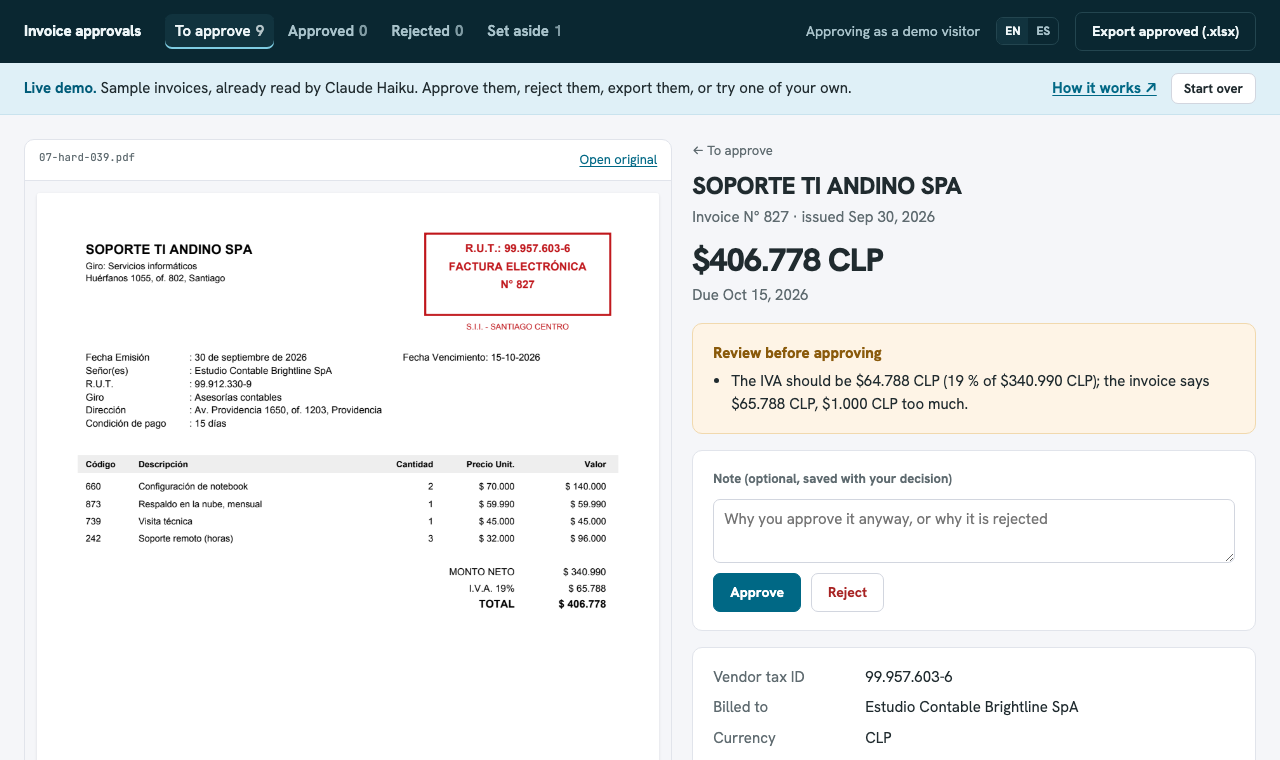 Invoice approvals
To approve 9
Approved 0
Rejected 0
Set aside 1
Approving as a demo visitor
EN ES
Export approved (.xlsx)
Live demo. Sample invoices, already read by Claude Haiku. Approve them, reject them, export them, or try one of your own.
How it works ↗
Start over
07-hard-039.pdf
Open original
SOPORTE TI ANDINO SPA
Giro: Servicios informáticos
Huérfanos 1055, of. 802, Santiago
R.U.T.: 99.957.603-6
FACTURA ELECTRÓNICA
N° 827
S.I.I. - SANTIAGO CENTRO
Fecha Emisión : 30 de septiembre de 2026 Fecha Vencimiento: 15-10-2026
Señor(es) : Estudio Contable Brightline SpA
R.U.T. : 99.912.330-9
Giro : Asesorías contables
Dirección : Av. Providencia 1650, of. 1203, Providencia
Condición de pago : 15 días
Código Descripción Cantidad Precio Unit. Valor
660 Configuración de notebook 2 $ 70.000 $ 140.000
873 Respaldo en la nube, mensual 1 $ 59.990 $ 59.990
739 Visita técnica 1 $ 45.000 $ 45.000
242 Soporte remoto (horas) 3 $ 32.000 $ 96.000
MONTO NETO $ 340.990
I.V.A. 19% $ 65.788
TOTAL $ 406.778
← To approve
SOPORTE TI ANDINO SPA
Invoice N° 827 · issued Sep 30, 2026
$406.778 CLP
Due Oct 15, 2026
Review before approving
• The IVA should be $64.788 CLP (19 % of $340.990 CLP); the invoice says
$65.788 CLP, $1.000 CLP too much.
Note (optional, saved with your decision)
Why you approve it anyway, or why it is rejected
Approve
Reject
Vendor tax ID 99.957.603-6
Billed to Estudio Contable Brightline SpA
Currency CLP